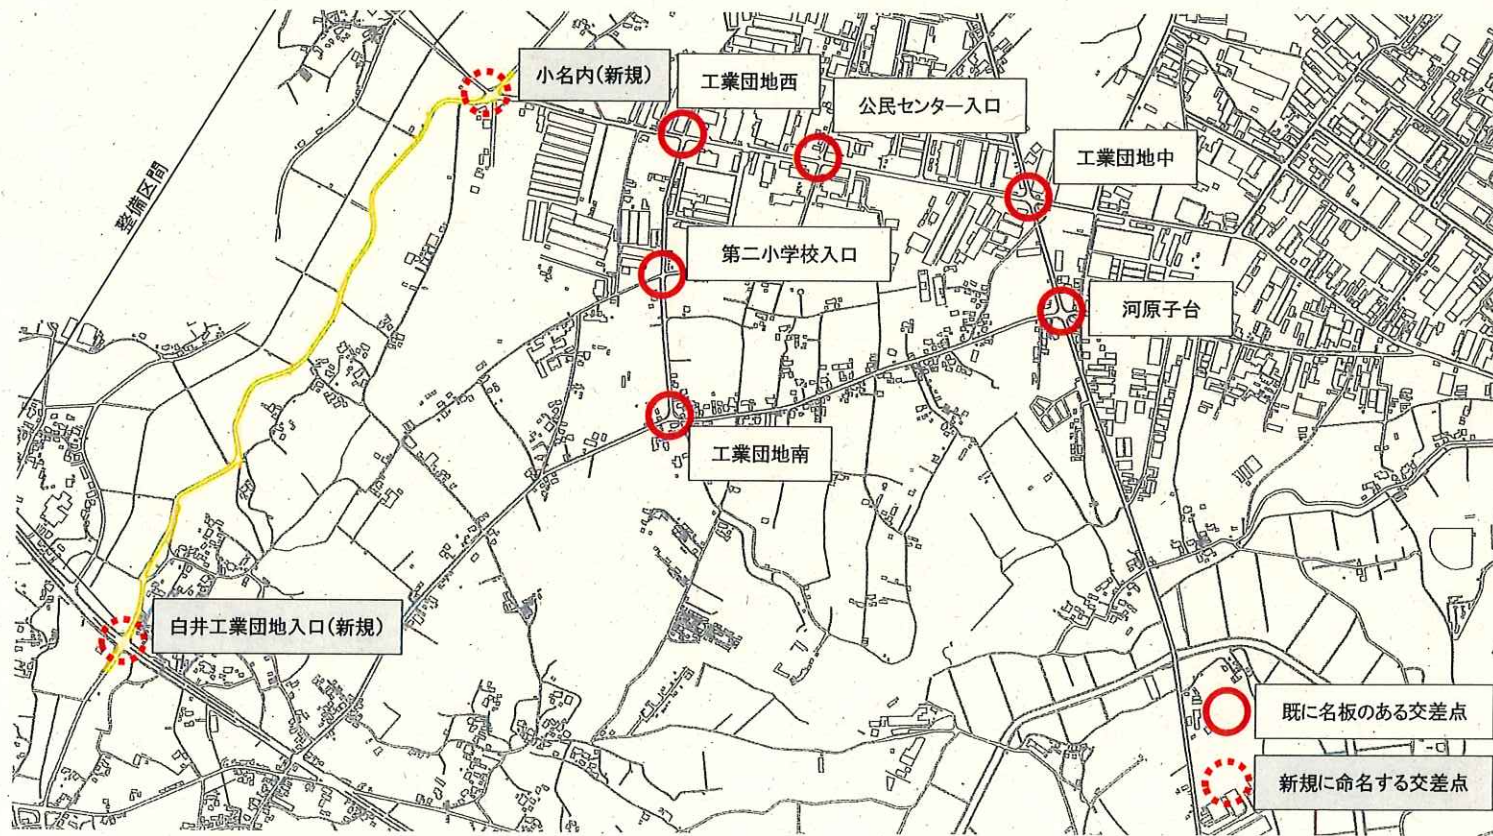 小名内(新規)
工業団地西
公民センター入口
工業団地中
整備区間
第二小学校入口
河原子台
工業団地南
白井工業団地入口(新規)
既に名板のある交差点
新規に命名する交差点